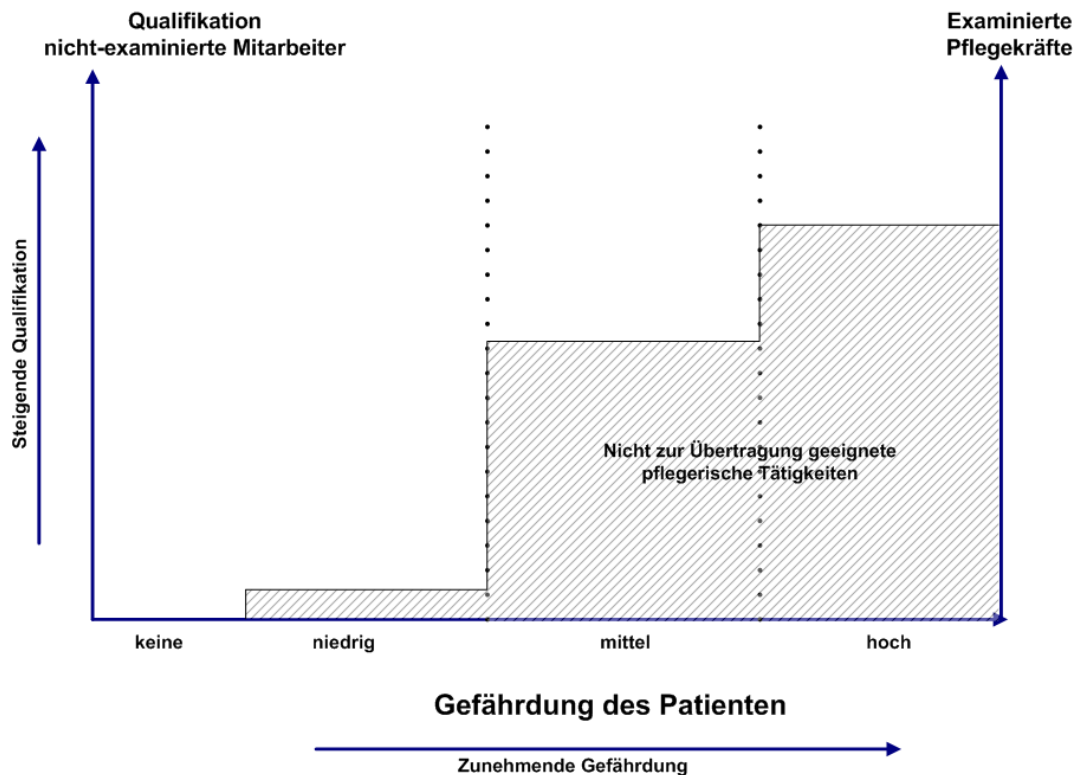 Qualifikation
nicht-examinierte Mitarbeiter
Examinierte
Pflegekräfte
Steigende Qualifikation
Nicht zur Übertragung geeignete
pflegerische Tätigkeiten
keine
niedrig
mittel
hoch
Gefährdung des Patienten
Zunehmende Gefährdung